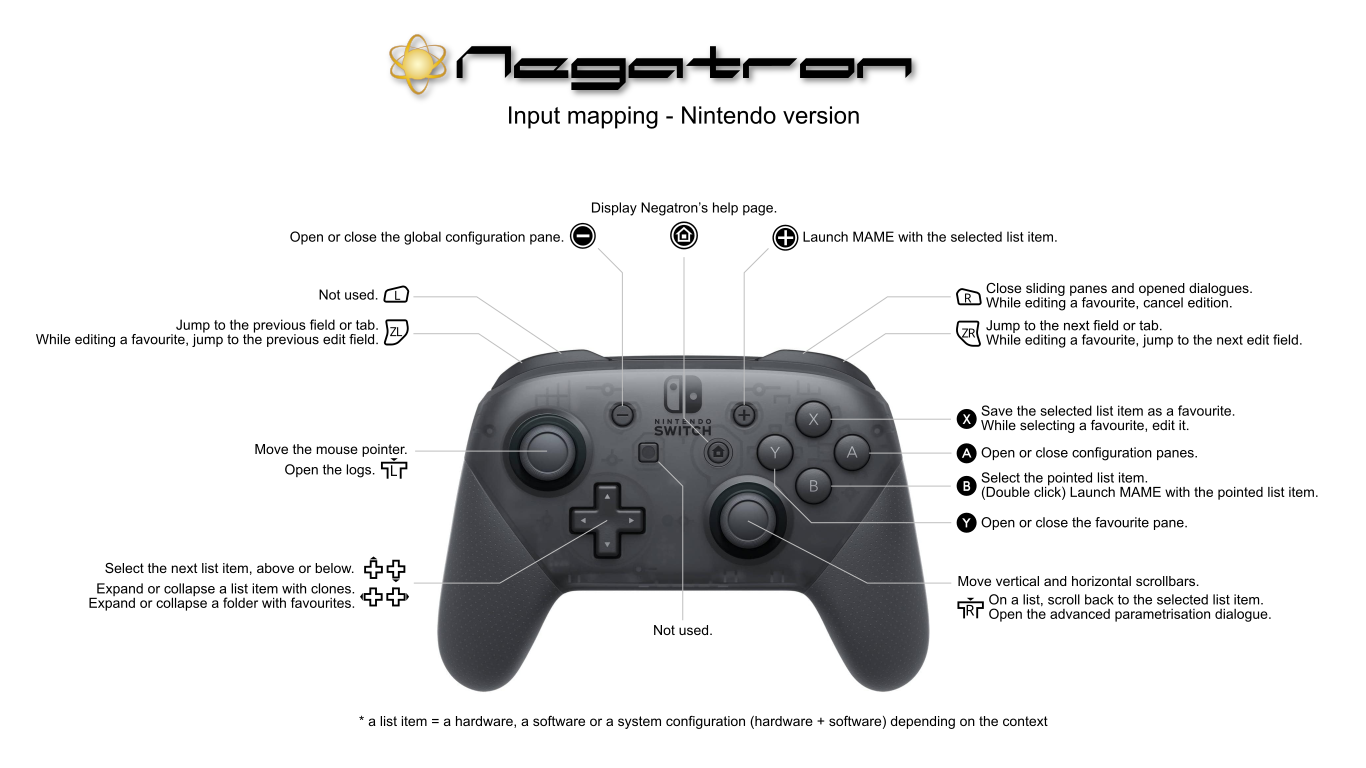 Negatron
Input mapping - Nintendo version
Display Negatron's help page.
Open or close the global configuration pane.
Launch MAME with the selected list item.
Not used. L
Close sliding panes and opened dialogues.
R
While editing a favourite, cancel edition.
Jump to the previous field or tab.
ZL
While editing a favourite, jump to the previous edit field.
Jump to the next field or tab.
ZR
While editing a favourite, jump to the next edit field.
NINTENDO
SWITCH
X
Y
A
B
X
Save the selected list item as a favourite.
While selecting a favourite, edit it.
A Open or close configuration panes.
B
Select the pointed list item.
(Double click) Launch MAME with the pointed list item.
Y Open or close the favourite pane.
Move the mouse pointer.
Open the logs. L
Select the next list item, above or below.
Expand or collapse a list item with clones.
Expand or collapse a folder with favourites.
Move vertical and horizontal scrollbars.
R
On a list, scroll back to the selected list item.
Open the advanced parametrisation dialogue.
Not used.
* a list item = a hardware, a software or a system configuration (hardware + software) depending on the context